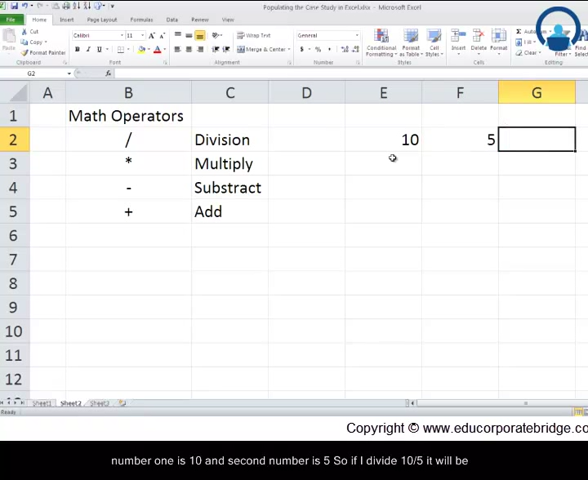 Populating the Case Study in Excel.xlsx - Microsoft Excel
File Home Insert Page Layout Formulas Data Review View
Cut
Copy
Format Painter
Calibri 11
Wrap Text
Merge & Center
General
Conditional Formatting
Format as Table
Cell Styles
Insert Delete Format
Fill
Clear
Clipboard Font Alignment Number Styles Cells
G2 fx
A B C D E F G
1 Math Operators
2 / Division 10 5
3 * Multiply
4 - Substract
5 + Add
6
7
8
9
10
11
12
Sheet1 Sheet2 Sheet3
Ready
Copyright © www.educorporatebridge.co
number one is 10 and second number is 5 So if I divide 10/5 it will be